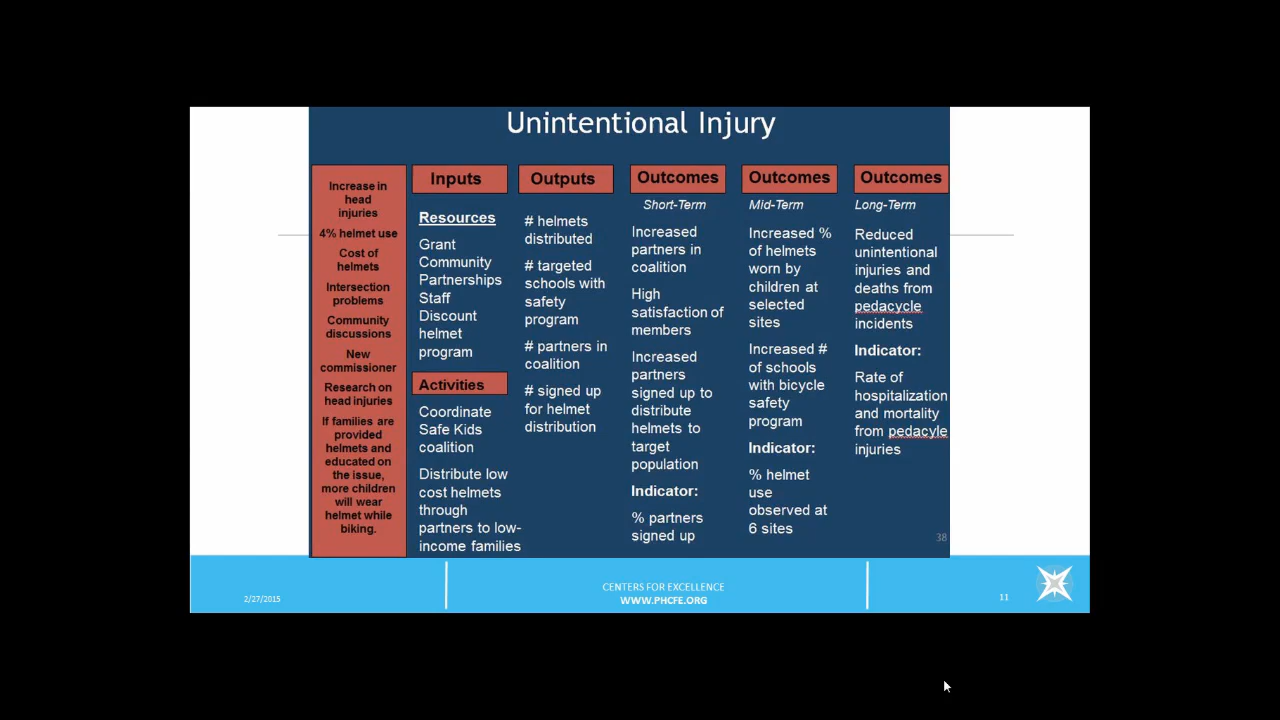 Unintentional Injury
Increase in
head
injuries
4% helmet use
Cost of
helmets
Intersection
problems
Community
discussions
New
commissioner
Research on
head injuries
If families are
provided
helmets and
educated on
the issue,
more children
will wear
helmet while
biking.
Inputs
Resources
Grant
Community
Partnerships
Staff
Discount
helmet
program
Activities
Coordinate
Safe Kids
coalition
Distribute low
cost helmets
through
partners to low-
income families
Outputs
# helmets
distributed
# targeted
schools with
safety
program
# partners in
coalition
# signed up
for helmet
distribution
Outcomes
Short-Term
Increased
partners in
coalition
High
satisfaction of
members
Increased
partners
signed up to
distribute
helmets to
target
population
Indicator:
% partners
signed up
Outcomes
Mid-Term
Increased %
of helmets
worn by
children at
selected
sites
Increased #
of schools
with bicycle
safety
program
Indicator:
% helmet
use
observed at
6 sites
Outcomes
Long-Term
Reduced
unintentional
injuries and
deaths from
pedacycle
incidents
Indicator:
Rate of
hospitalization
and mortality
from pedacyle
injuries
38
2/27/2015
CENTERS FOR EXCELLENCE
WWW.PHCFE.ORG
11